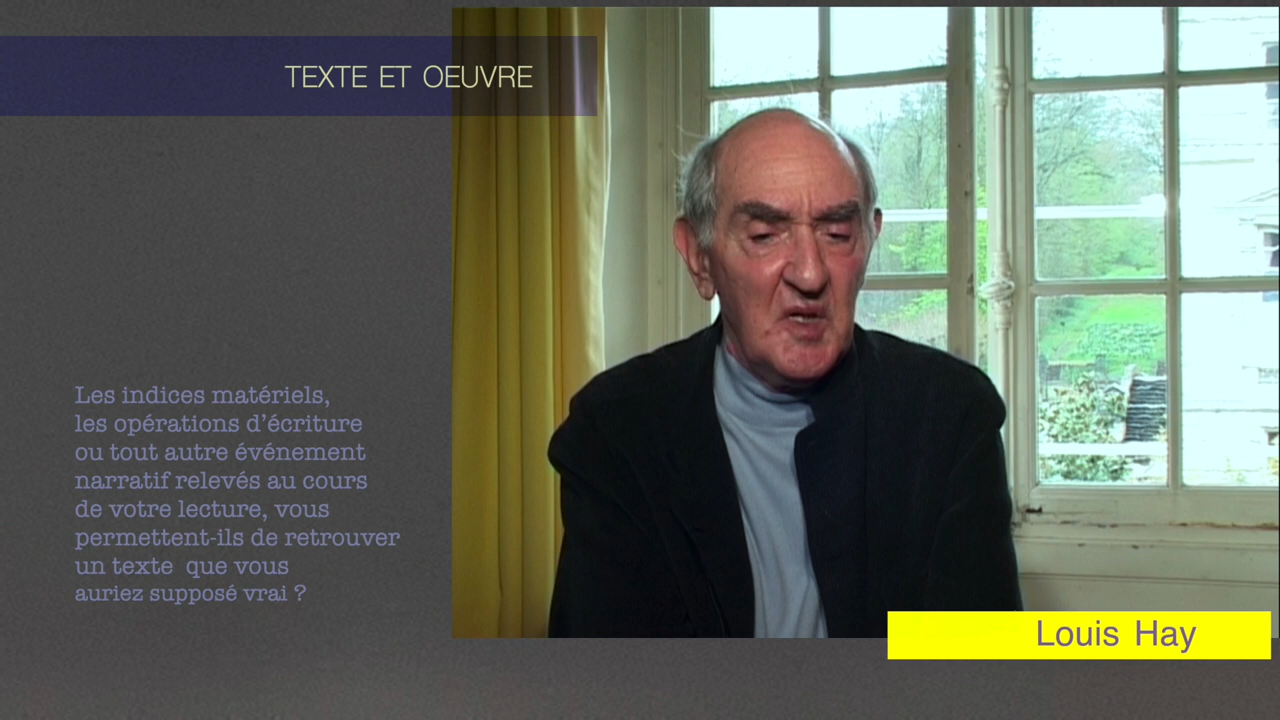 TEXTE ET OEUVRE
Les indices matériels,
les opérations d'écriture
ou tout autre événement
narratif relevés au cours
de votre lecture, vous
permettent-ils de retrouver
un texte que vous
auriez supposé vrai ?
Louis Hay